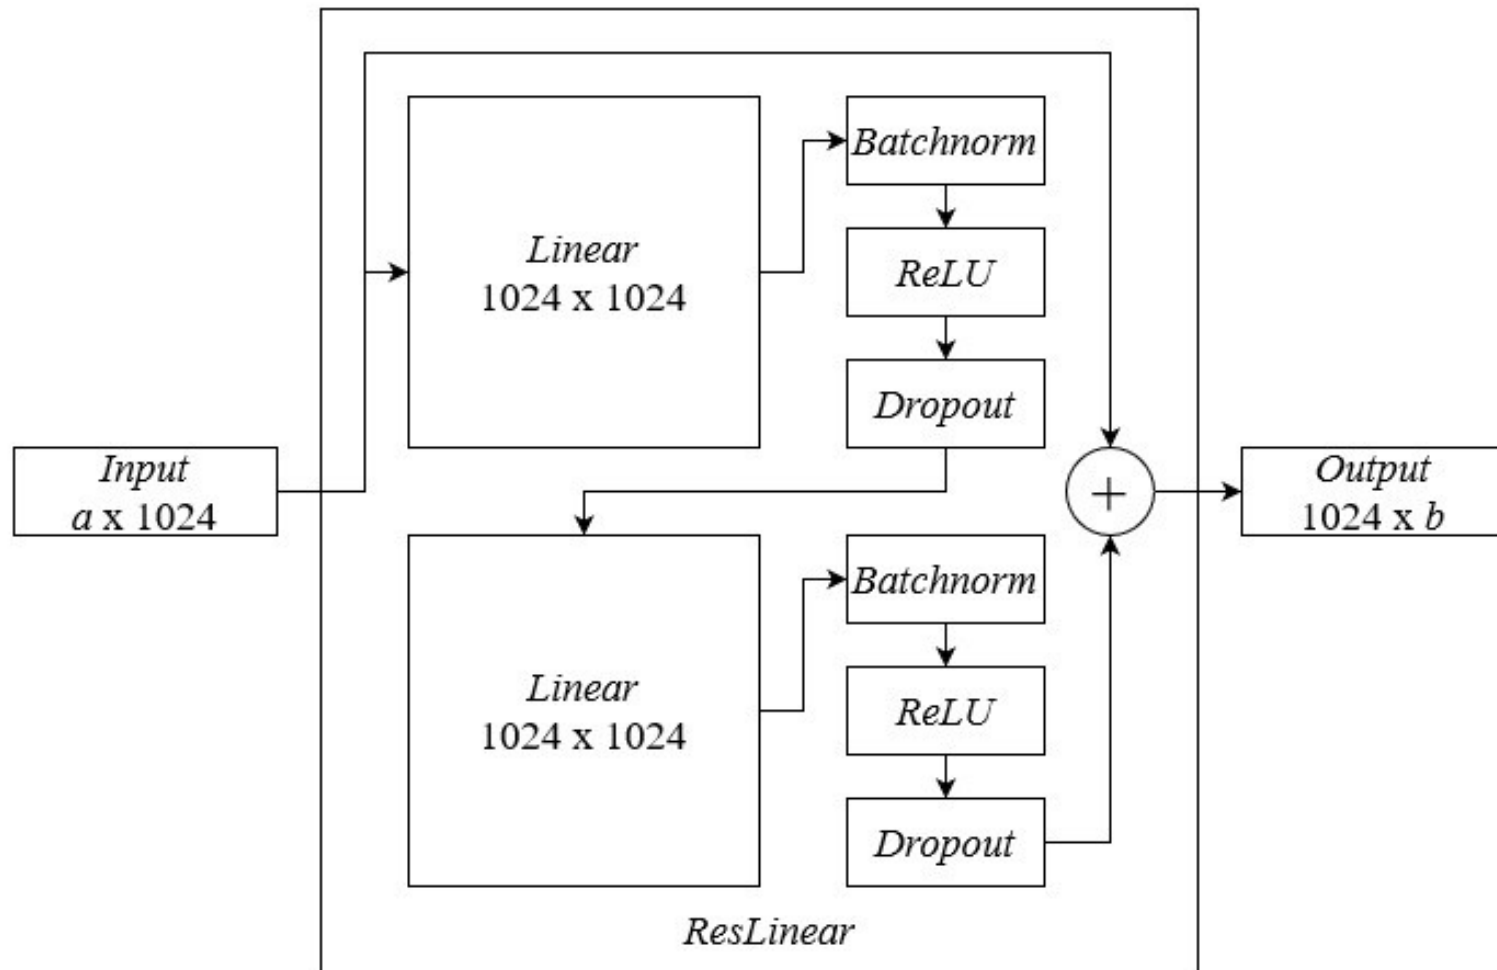 Input
a x 1024
Linear
1024 x 1024
Batchnorm
ReLU
Dropout
Linear
1024 x 1024
Batchnorm
ReLU
Dropout
+
Output
1024 x b
ResLinear